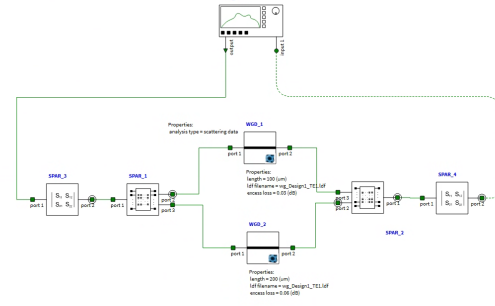 output
input 1
Properties:
analysis type = scattering data
WGD_1
port 1
port 2
Properties:
length = 100 (um)
ldf filename = wg_Design1_TE1.ldf
excess loss = 0.03 (dB)
SPAR_3
port 1
port 2
SPAR_1
port 1
port 2
port 3
SPAR_4
port 1
port 2
port 3
port 2
port 1
SPAR_2
WGD_2
port 1
port 2
Properties:
length = 200 (um)
ldf filename = wg_Design1_TE1.ldf
excess loss = 0.06 (dB)